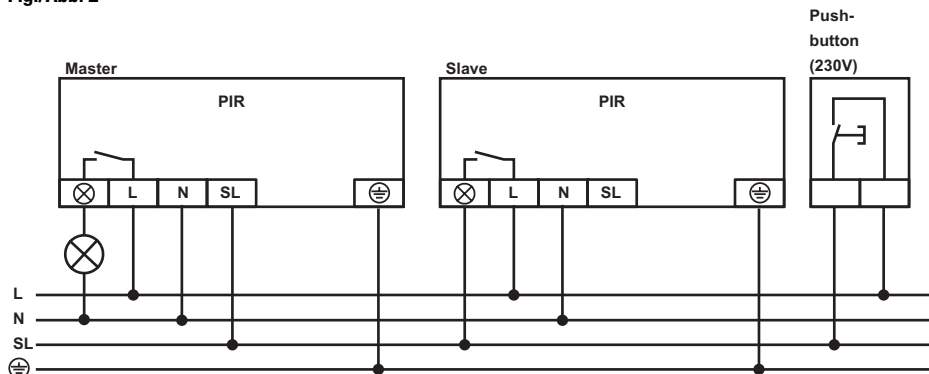 Fig./Abb. 2
Push-
button
(230V)
Master
Slave
PIR
PIR
L N SL
L N SL
L
N
SL